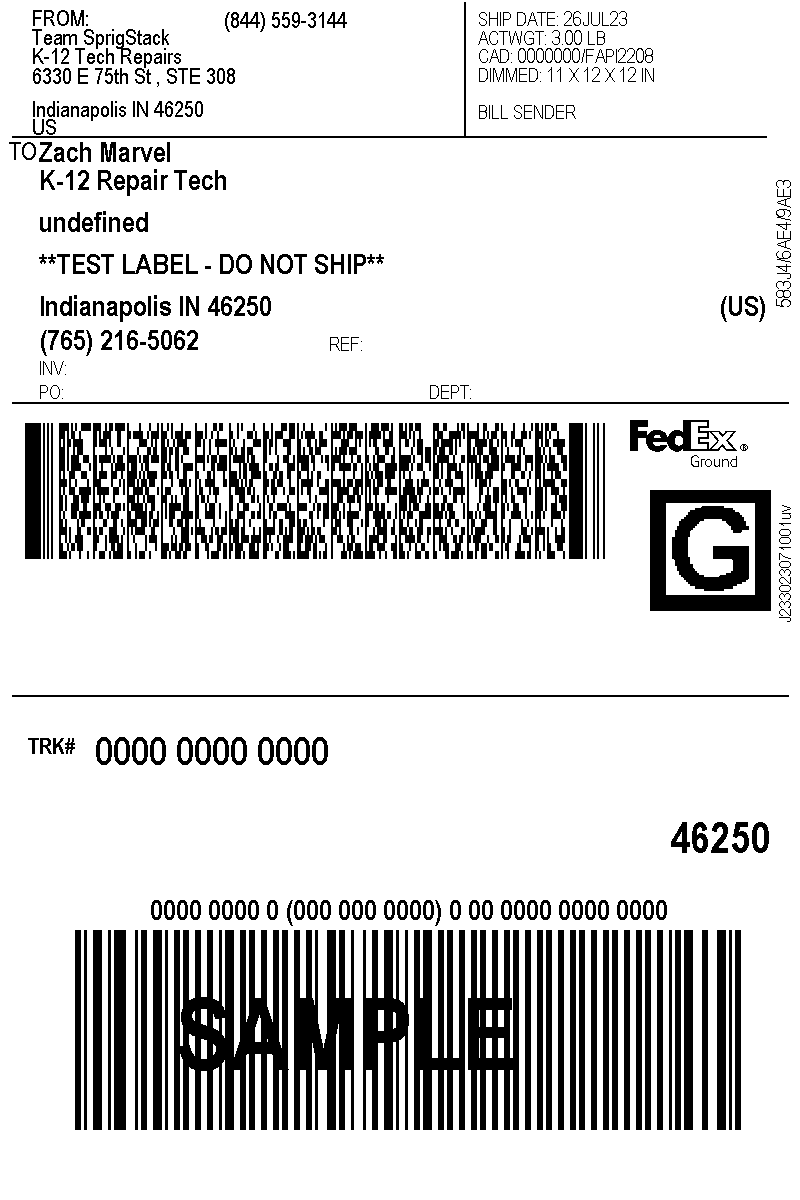 FROM: (844) 559-3144
Team SprigStack
K-12 Tech Repairs
6330 E 75th St , STE 308
Indianapolis IN 46250
US
SHIP DATE: 26JUL23
ACTWGT: 3.00 LB
CAD: 0000000/FAPI2208
DIMMED: 11 X 12 X 12 IN
BILL SENDER
TO Zach Marvel
K-12 Repair Tech
undefined
**TEST LABEL - DO NOT SHIP**
Indianapolis IN 46250 (US)
(765) 216-5062 REF:
INV:
PO: DEPT:
583J4/6AE4/9AE3
FedEx ®
Ground
G
J233023071001uv
TRK# 0000 0000 0000
46250
0000 0000 0 (000 000 0000) 0 00 0000 0000 0000
SAMPLE